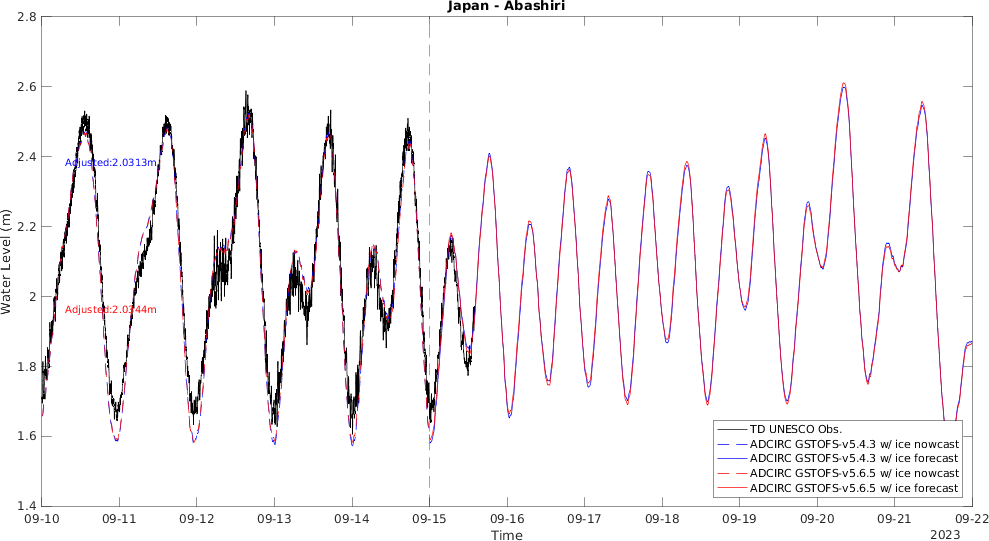 Japan - Abashiri
Water Level (m)
2.8
2.6
2.4
2.2
2
1.8
1.6
1.4
Adjusted:2.0313m
Adjusted:2.0344m
TD UNESCO Obs.
ADCIRC GSTOFS-v5.4.3 w/ ice nowcast
ADCIRC GSTOFS-v5.4.3 w/ ice forecast
ADCIRC GSTOFS-v5.6.5 w/ ice nowcast
ADCIRC GSTOFS-v5.6.5 w/ ice forecast
09-10 09-11 09-12 09-13 09-14 09-15 09-16 09-17 09-18 09-19 09-20 09-21 09-22
Time
2023